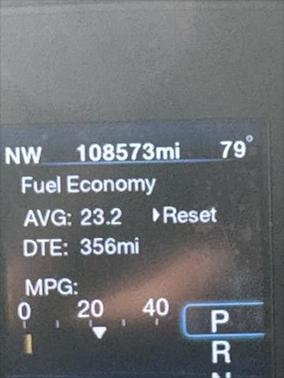 NW 108573mi 79°
Fuel Economy
AVG: 23.2 Reset
DTE: 356mi
MPG:
0 20 40
P
R
N